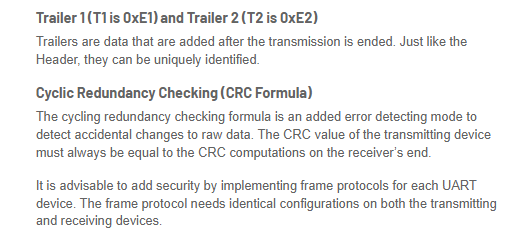 Trailer 1 (T1 is 0xE1) and Trailer 2 (T2 is 0xE2)
Trailers are data that are added after the transmission is ended. Just like the
Header, they can be uniquely identified.
Cyclic Redundancy Checking (CRC Formula)
The cycling redundancy checking formula is an added error detecting mode to
detect accidental changes to raw data. The CRC value of the transmitting device
must always be equal to the CRC computations on the receiver’s end.
It is advisable to add security by implementing frame protocols for each UART
device. The frame protocol needs identical configurations on both the transmitting
and receiving devices.